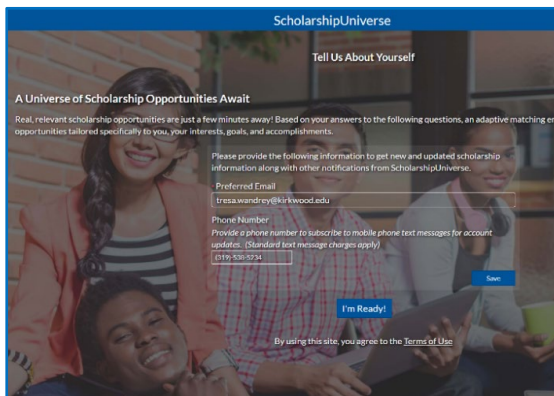 ScholarshipUniverse
Tell Us About Yourself
A Universe of Scholarship Opportunities Await
Real, relevant scholarship opportunities are just a few minutes away! Based on your answers to the following questions, an adaptive matching en
opportunities tailored specifically to you, your interests, goals, and accomplishments.
Please provide the following information to get new and updated scholarship
information along with other notifications from ScholarshipUniverse.
Preferred Email
tresa.wandrey@kirkwood.edu
Phone Number
Provide a phone number to subscribe to mobile phone text messages for account
updates. (Standard text message charges apply)
(319)-530-5234
Save
I'm Ready!
By using this site, you agree to the Terms of Use